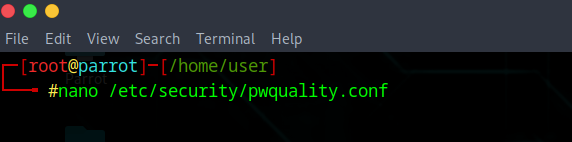 File Edit View Search Terminal Help
┌─[root@parrot]─[/home/user]
└──╼ #nano /etc/security/pwquality.conf